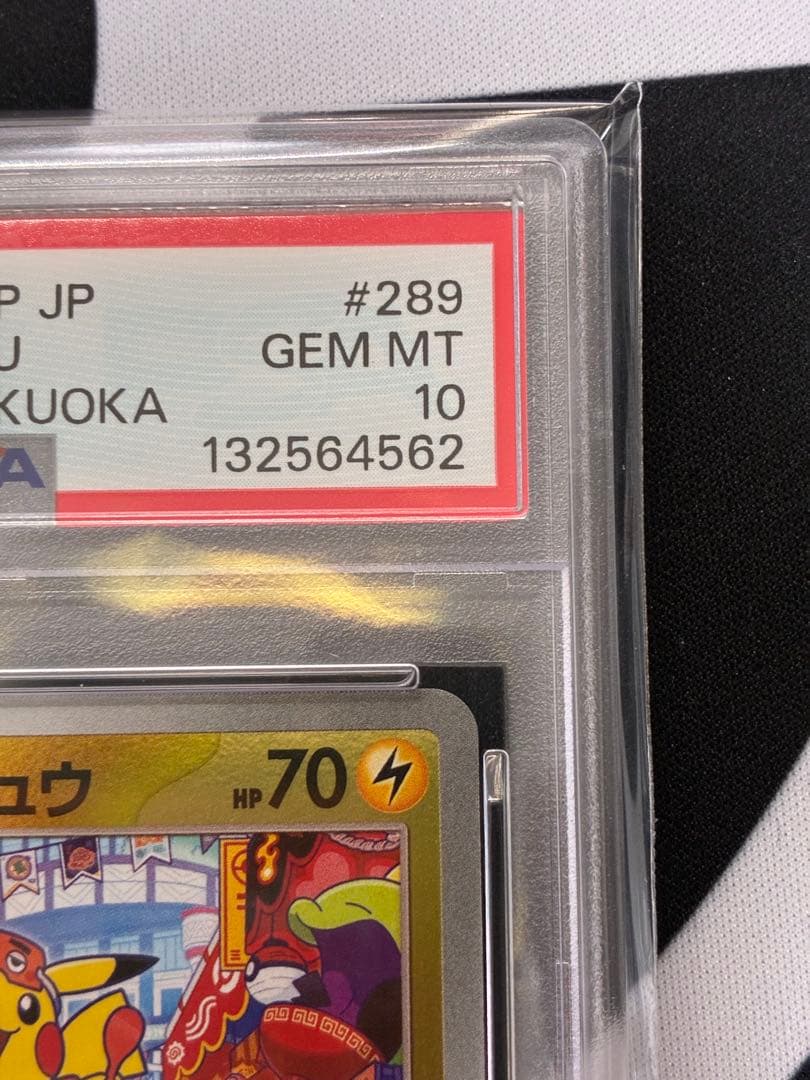 P JP #289
U GEM MT
KUOKA 10
132564562
A
ュウ HP 70